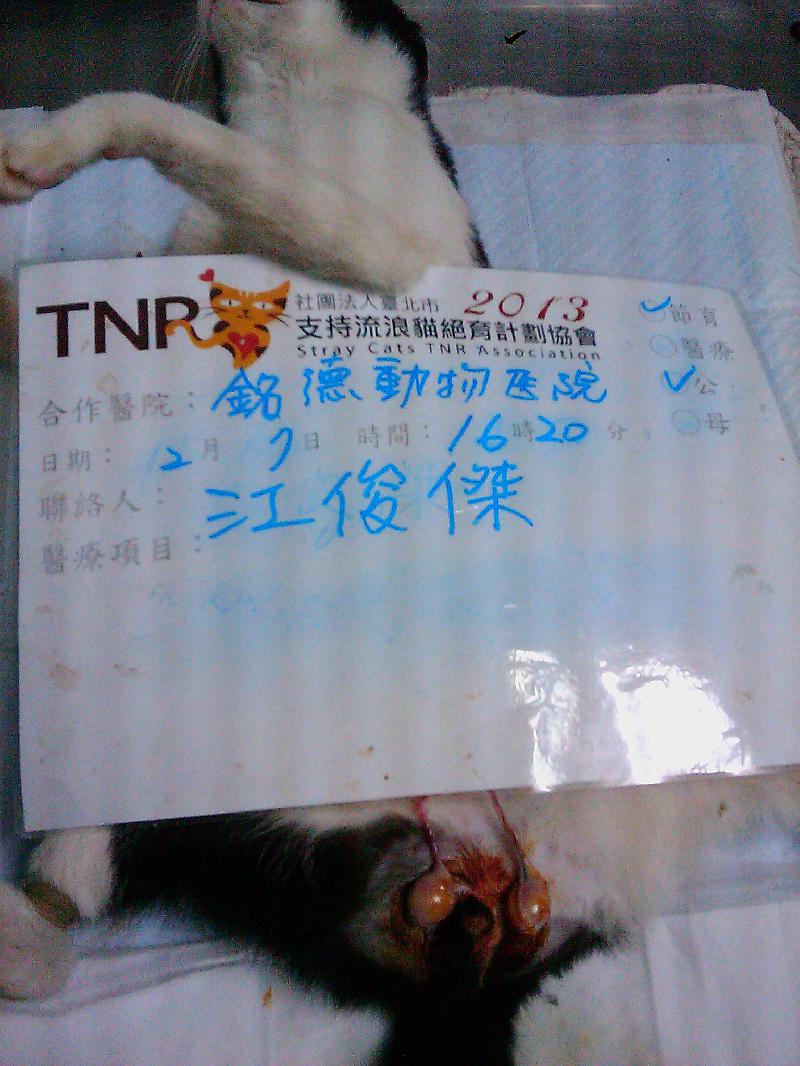 TNR 社團法人臺北市 2013
支持流浪貓絕育計劃協會
Stray Cats TNR Association
節育
醫療
公
母
合作醫院：銘德動物医院
日期：12月7日 時間：16時20分。
聯絡人：江俊傑
醫療項目：